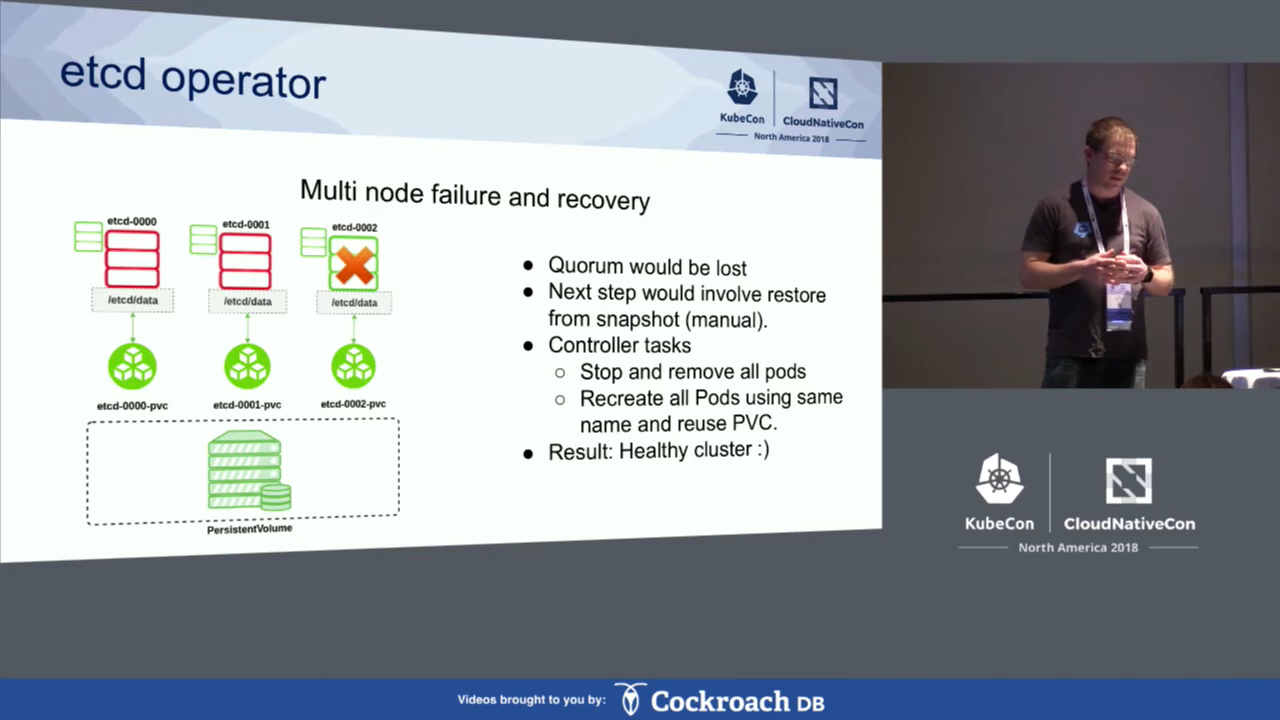 etcd operator
KubeCon
CloudNativeCon
North America 2018
Multi node failure and recovery
etcd-0000
etcd-0001
etcd-0002
/etcd/data
/etcd/data
/etcd/data
etcd-0000-pvc
etcd-0001-pvc
etcd-0002-pvc
PersistentVolume
● Quorum would be lost
● Next step would involve restore
from snapshot (manual).
● Controller tasks
○ Stop and remove all pods
○ Recreate all Pods using same
name and reuse PVC.
● Result: Healthy cluster :)
KubeCon
CloudNativeCon
North America 2018
Videos brought to you by:
Cockroach DB